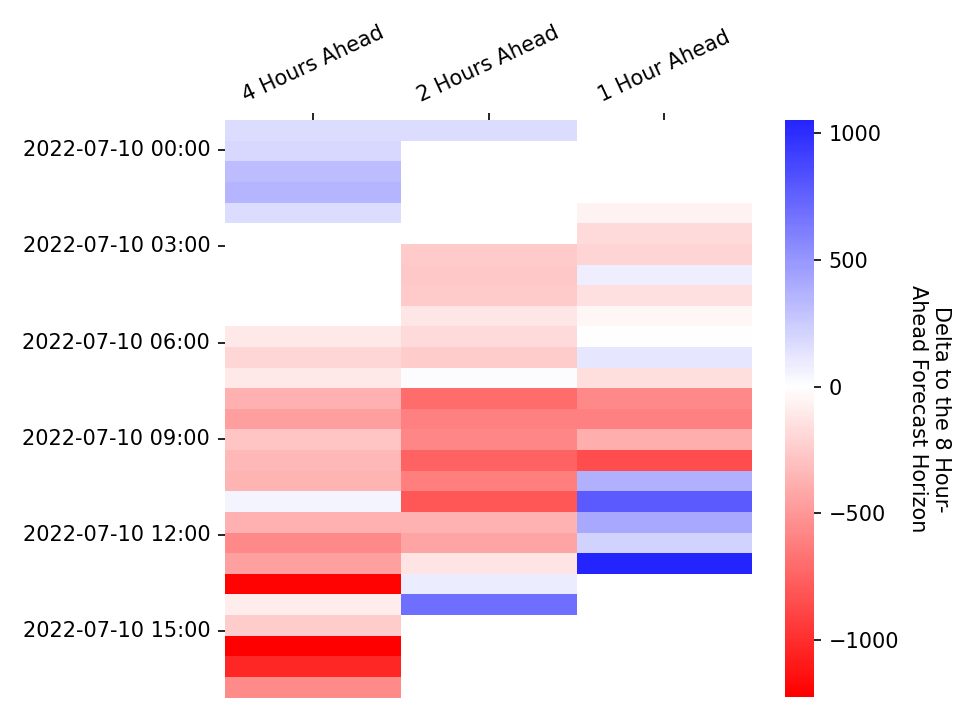 4 Hours Ahead
2 Hours Ahead
1 Hour Ahead
2022-07-10 00:00
2022-07-10 03:00
2022-07-10 06:00
2022-07-10 09:00
2022-07-10 12:00
2022-07-10 15:00
1000
500
0
−500
−1000
Delta to the 8 Hour-
Ahead Forecast Horizon